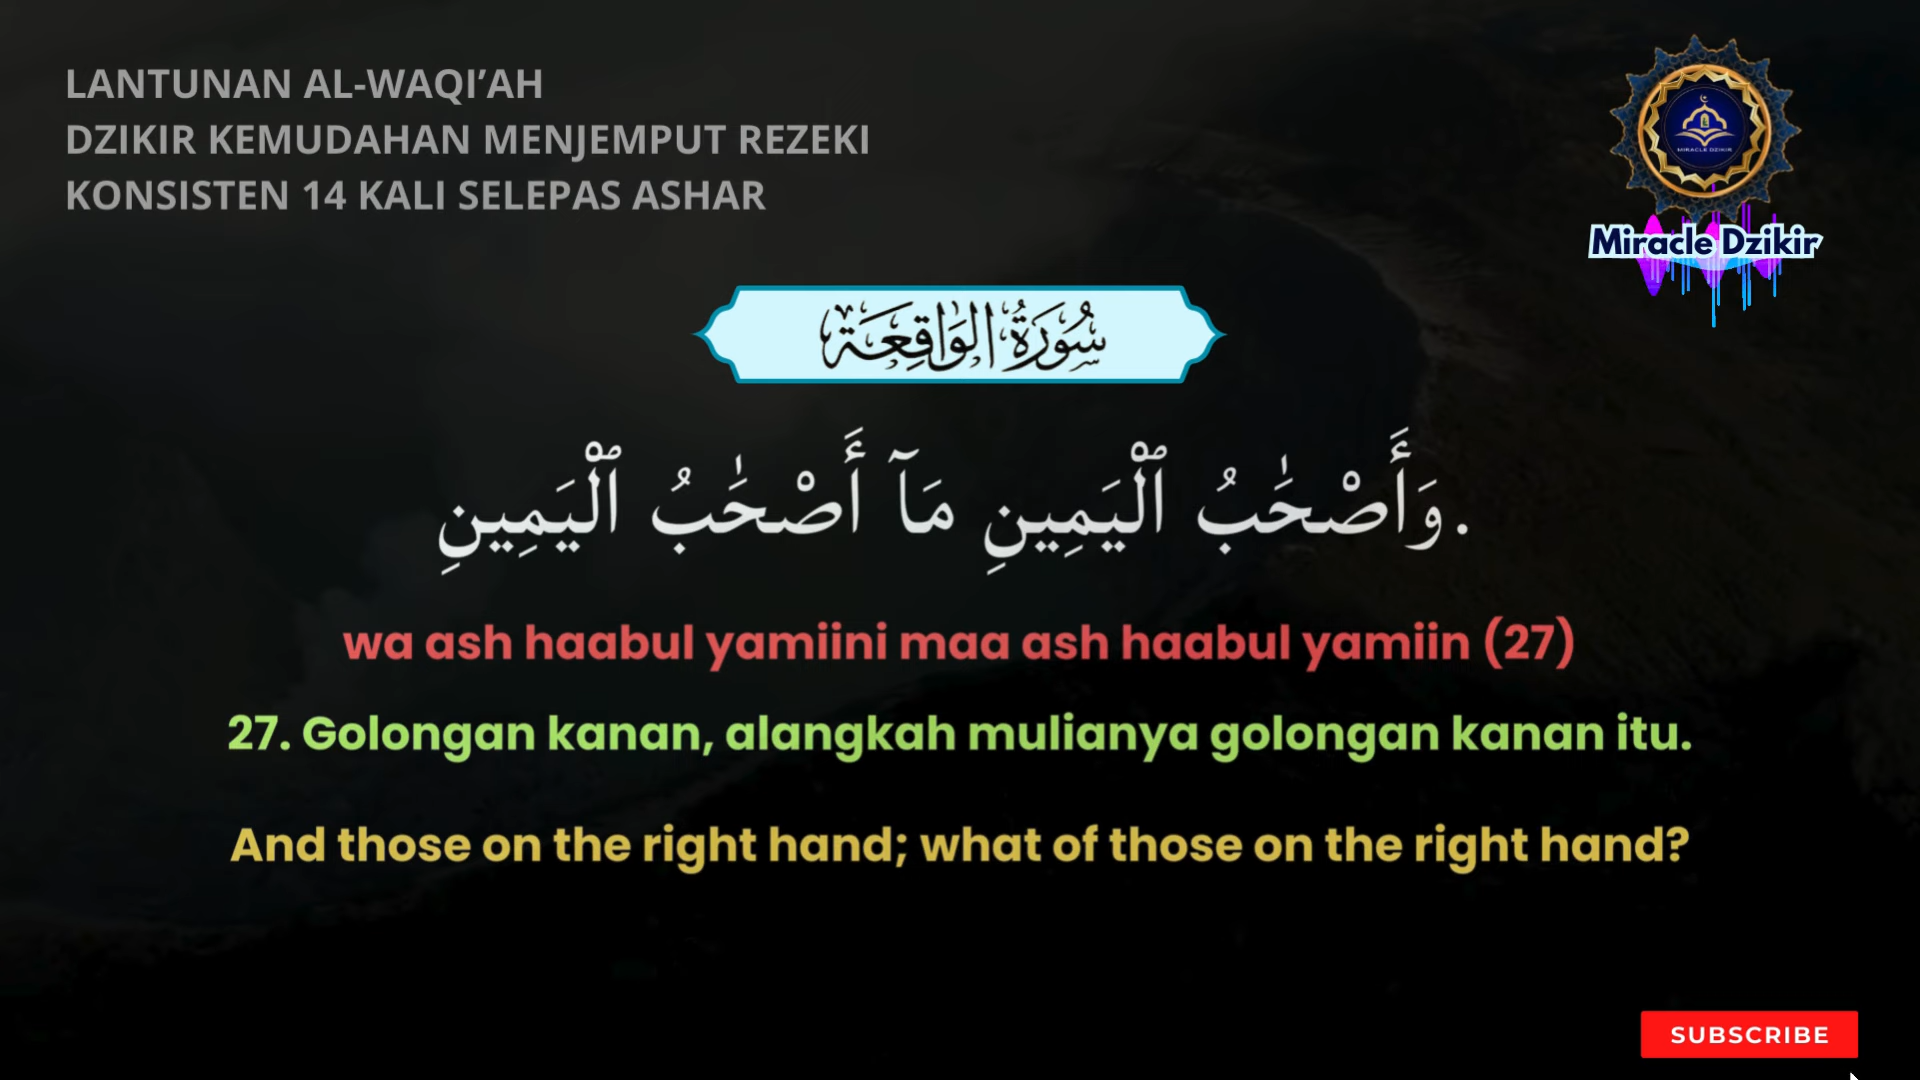 LANTUNAN AL-WAQI’AH
DZIKIR KEMUDAHAN MENJEMPUT REZEKI
KONSISTEN 14 KALI SELEPAS ASHAR
MIRACLE DZIKIR
Miracle Dzikir
سُورَةُ الوَاقِعَة
وَأَصْحَٰبُ ٱلْيَمِينِ مَآ أَصْحَٰبُ ٱلْيَمِينِ.
wa ash haabul yamiini maa ash haabul yamiin (27)
27. Golongan kanan, alangkah mulianya golongan kanan itu.
And those on the right hand; what of those on the right hand?
SUBSCRIBE